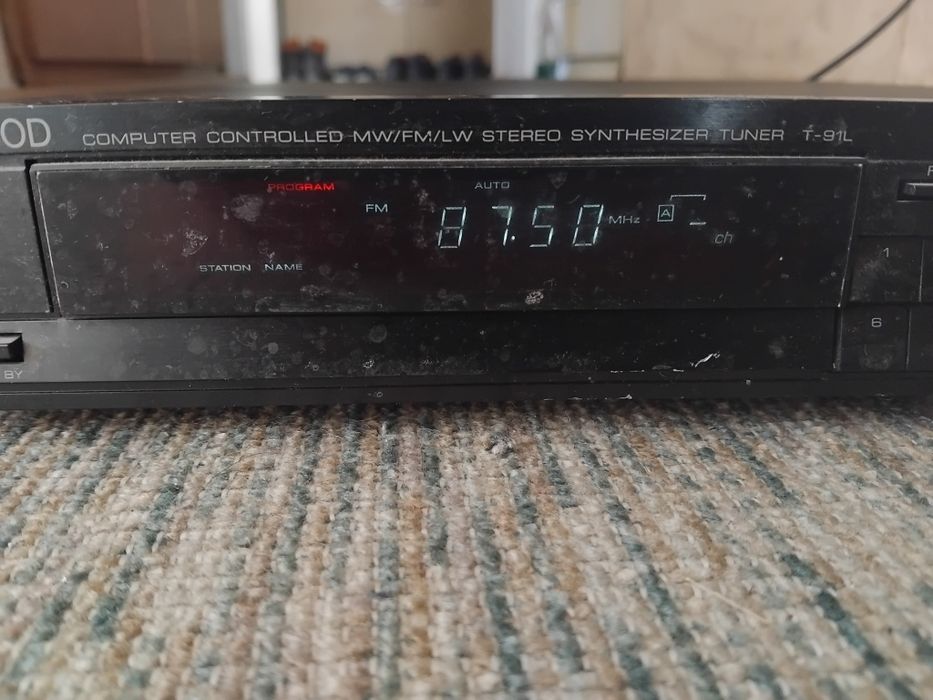 OD COMPUTER CONTROLLED MW/FM/LW STEREO SYNTHESIZER TUNER T-91L
PROGRAM AUTO
FM 87.50 MHz A -
ch
1
STATION NAME
6
BY